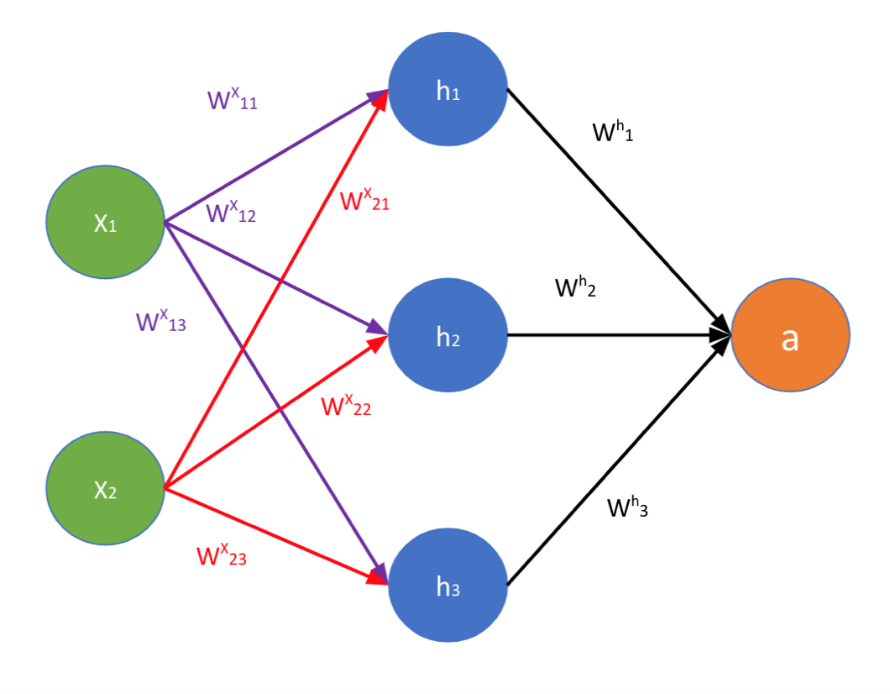 h₁
Wˣ₁₁
Wʰ₁
Wˣ₂₁
X₁
Wˣ₁₂
Wʰ₂
Wˣ₁₃
h₂
a
Wˣ₂₂
X₂
Wʰ₃
Wˣ₂₃
h₃